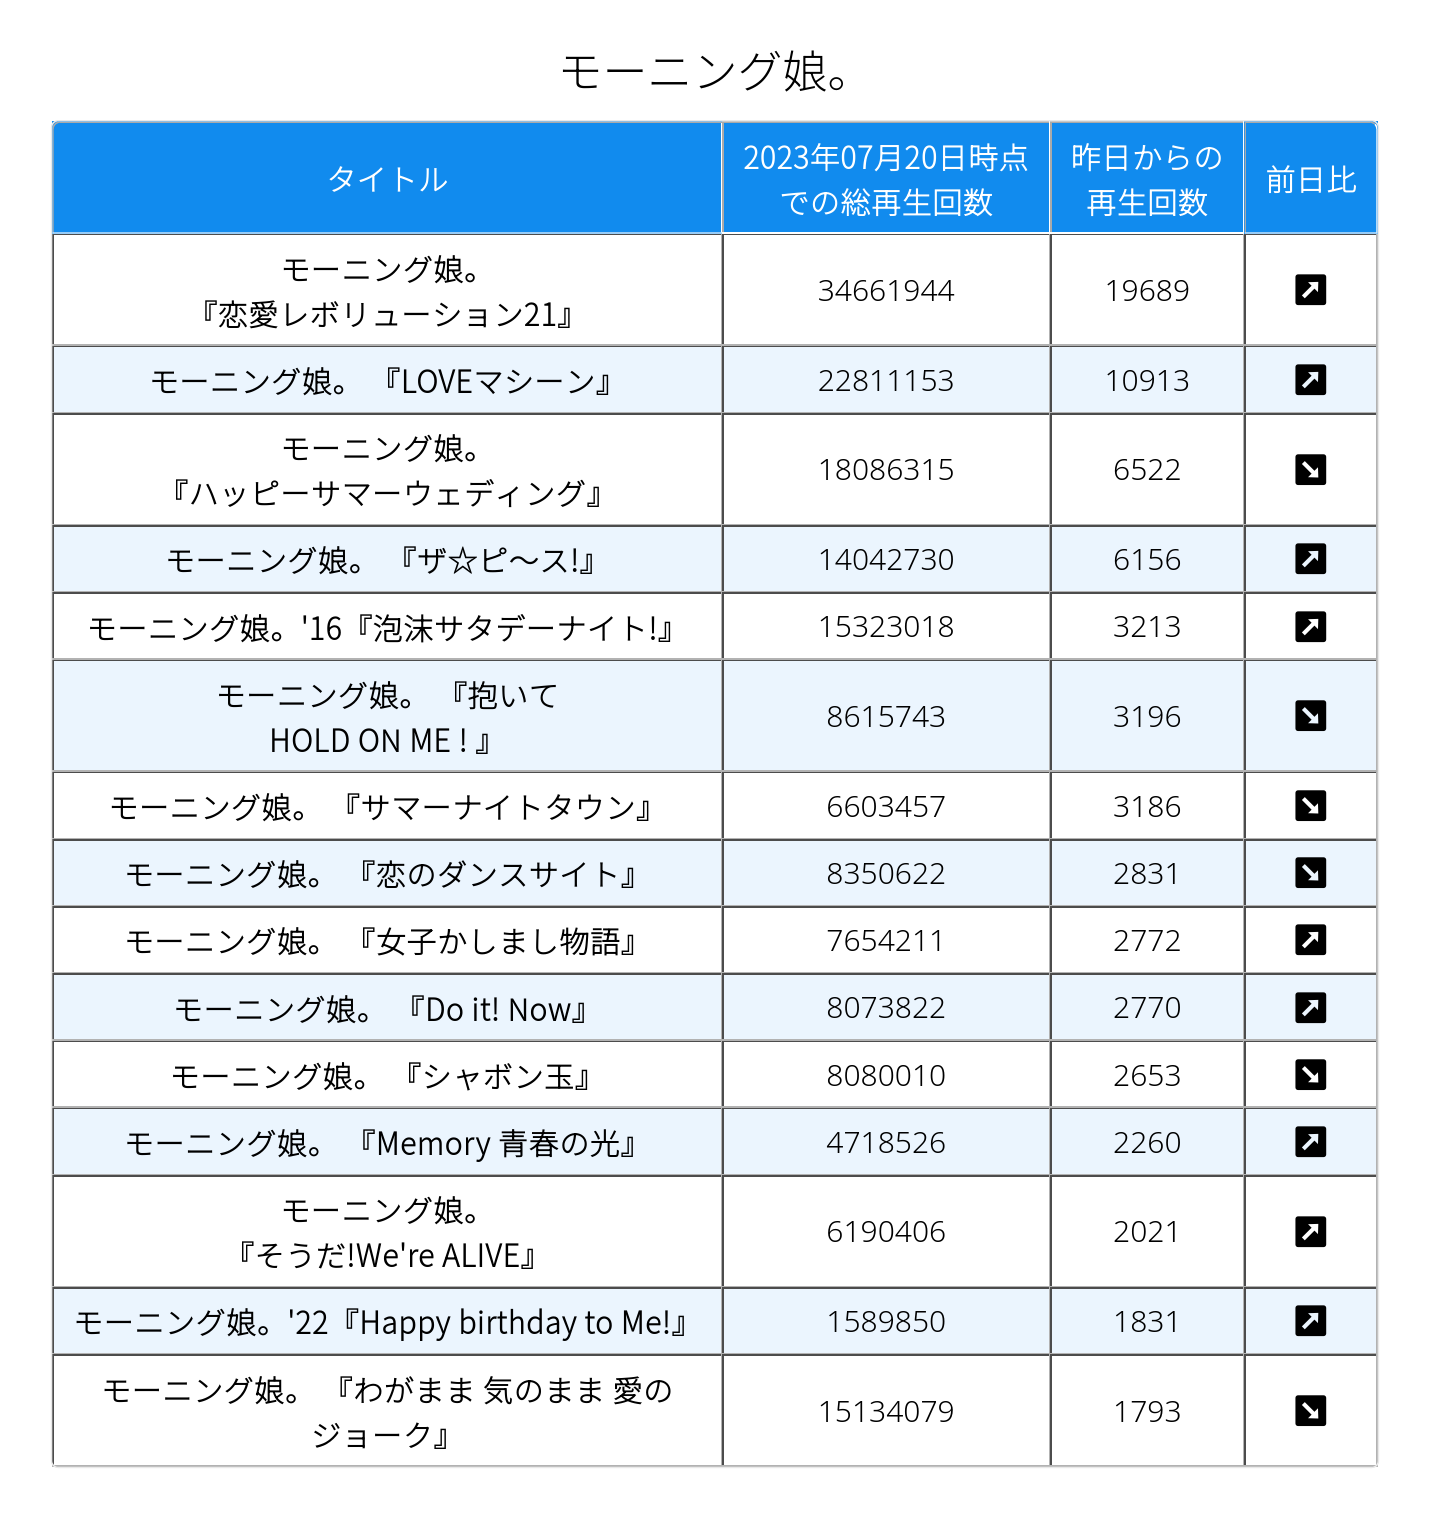 モーニング娘。
タイトル
2023年07月20日時点
での総再生回数
昨日からの
再生回数
前日比
モーニング娘。
『恋愛レボリューション21』
34661944
19689
モーニング娘。 『LOVEマシーン』
22811153
10913
モーニング娘。
『ハッピーサマーウェディング』
18086315
6522
モーニング娘。 『ザ☆ピ〜ス!』
14042730
6156
モーニング娘。'16『泡沫サタデーナイト!』
15323018
3213
モーニング娘。 『抱いて
HOLD ON ME ! 』
8615743
3196
モーニング娘。 『サマーナイトタウン』
6603457
3186
モーニング娘。 『恋のダンスサイト』
8350622
2831
モーニング娘。 『女子かしまし物語』
7654211
2772
モーニング娘。 『Do it! Now』
8073822
2770
モーニング娘。 『シャボン玉』
8080010
2653
モーニング娘。 『Memory 青春の光』
4718526
2260
モーニング娘。
『そうだ!We're ALIVE』
6190406
2021
モーニング娘。'22『Happy birthday to Me!』
1589850
1831
モーニング娘。 『わがまま 気のまま 愛の
ジョーク』
15134079
1793